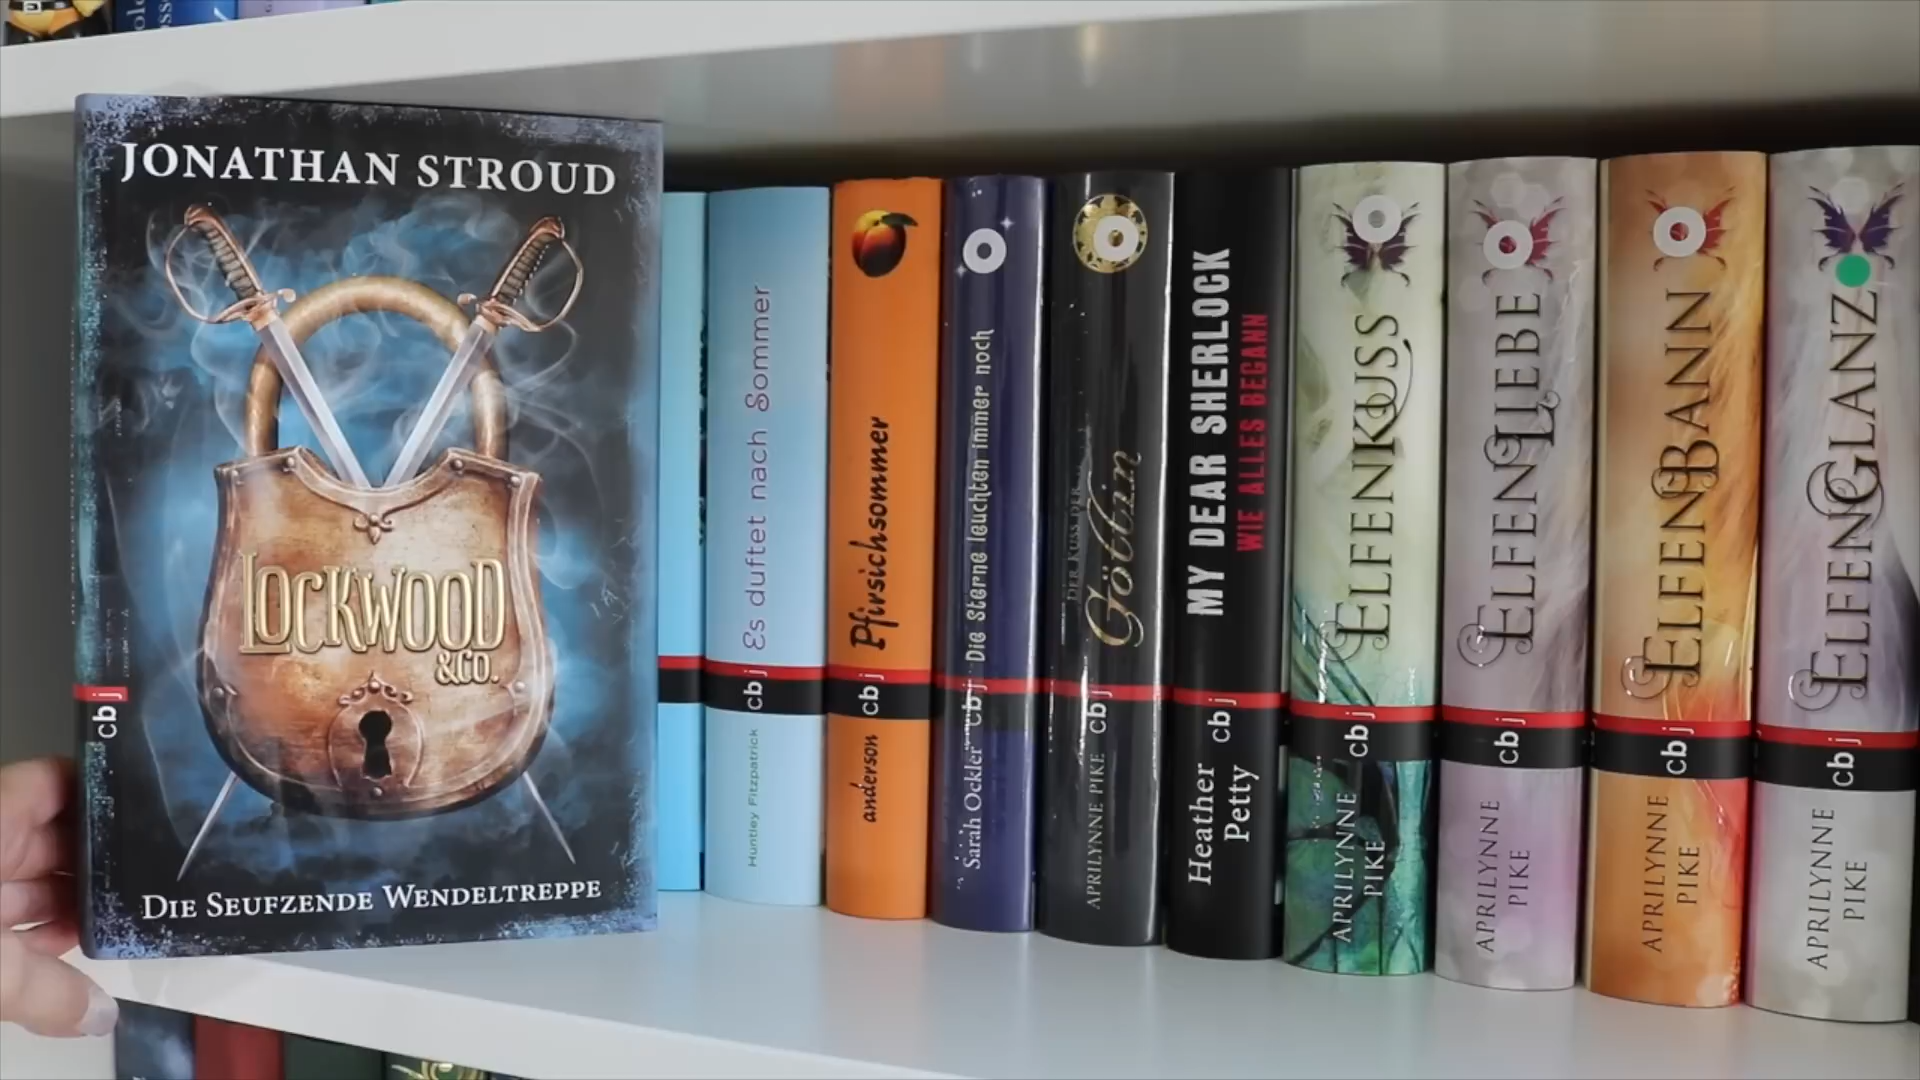 JONATHAN STROUD
LOCKWOOD
&CO.
DIE SEUFZENDE WENDELTREPPE
cbj
Es duftet nach Sommer
cbj
Huntley Fitzpatrick
Pfirsichsommer
cbj
anderson
Die Sterne leuchten immer noch
cbj
Sarah Ockler
DER KUSS DER
Göttin
cbj
APRILYNNE PIKE
MY DEAR SHERLOCK
WIE ALLES BEGANN
cbj
Heather
Petty
ELFENKUSS
cbj
APRILYNNE
PIKE
ELFENLIEBE
cbj
APRILYNNE
PIKE
ELFENBANN
cbj
APRILYNNE
PIKE
ELFENGLANZ
cbj
APRILYNNE
PIKE